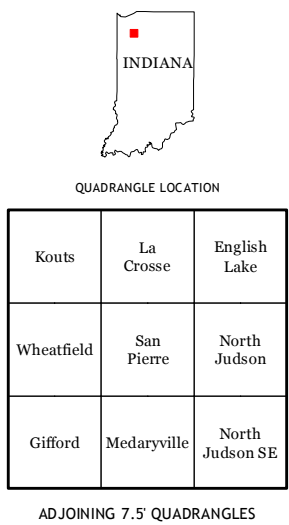 INDIANA
QUADRANGLE LOCATION
Kouts
La
Crosse
English
Lake
Wheatfield
San
Pierre
North
Judson
Gifford
Medaryville
North
Judson SE
ADJOINING 7.5' QUADRANGLES